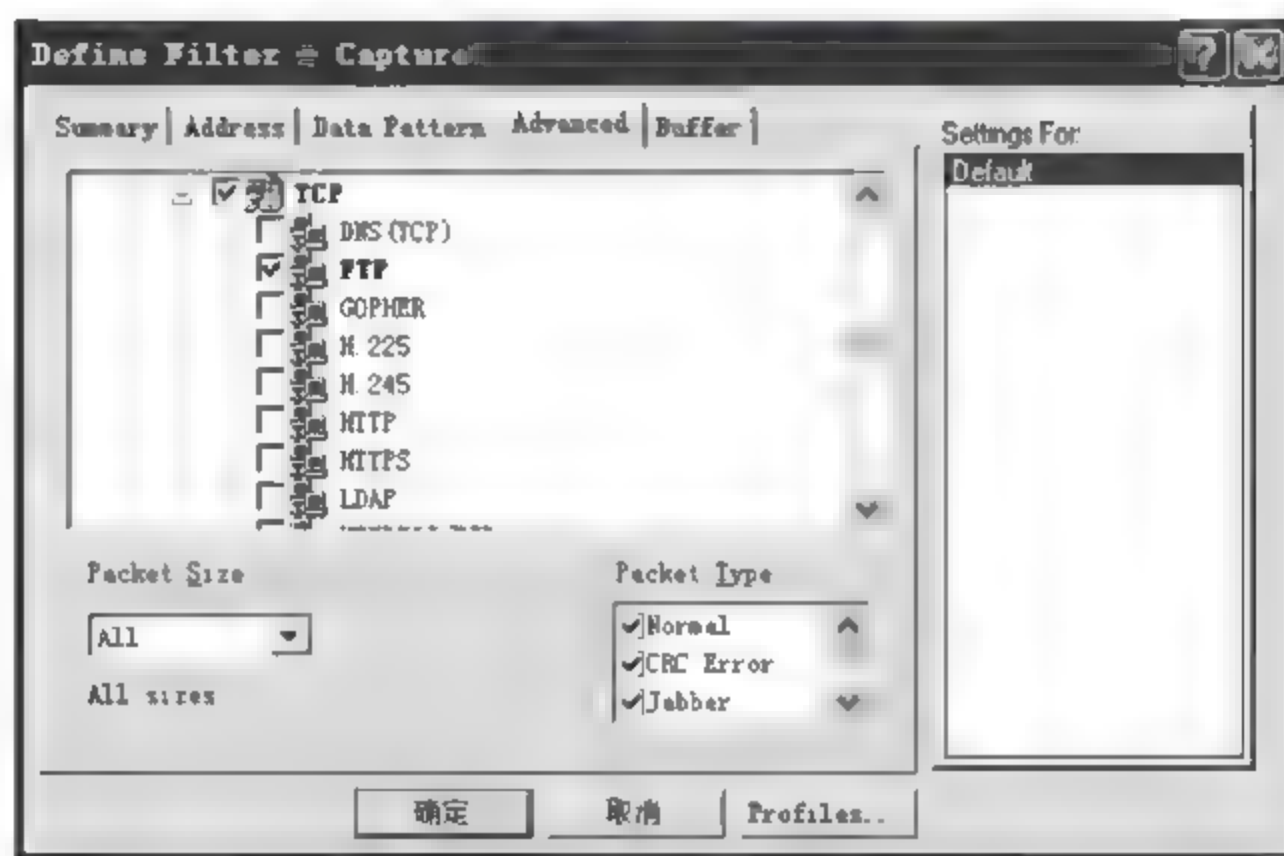 Define Filter - Capture
Summary
Address
Data Pattern
Advanced
Buffer
Settings For:
Default
TCP
DNS (TCP)
FTP
GOPHER
H.225
H.245
HTTP
HTTPS
LDAP
Packet Size
All
All sizes
Packet Type
Normal
CRC Error
Jabber
确定
取消
Profiles..